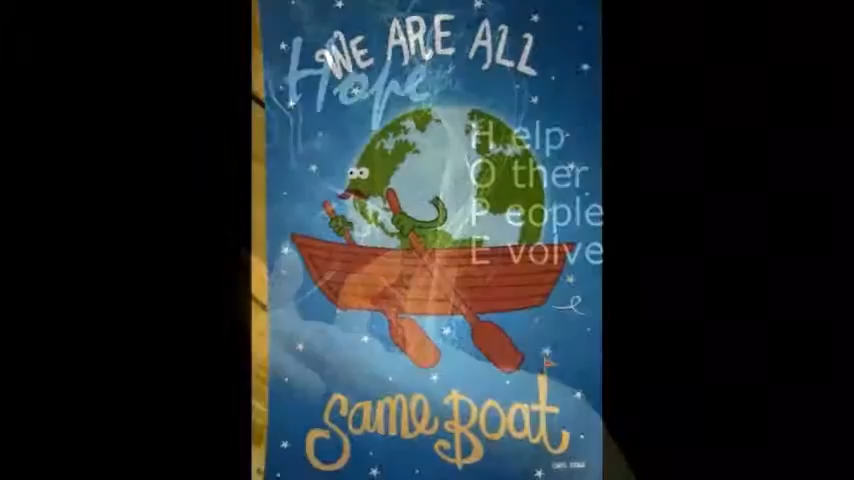 WE ARE ALL
Hope
H elp
O ther
P eople
E volve
Same Boat